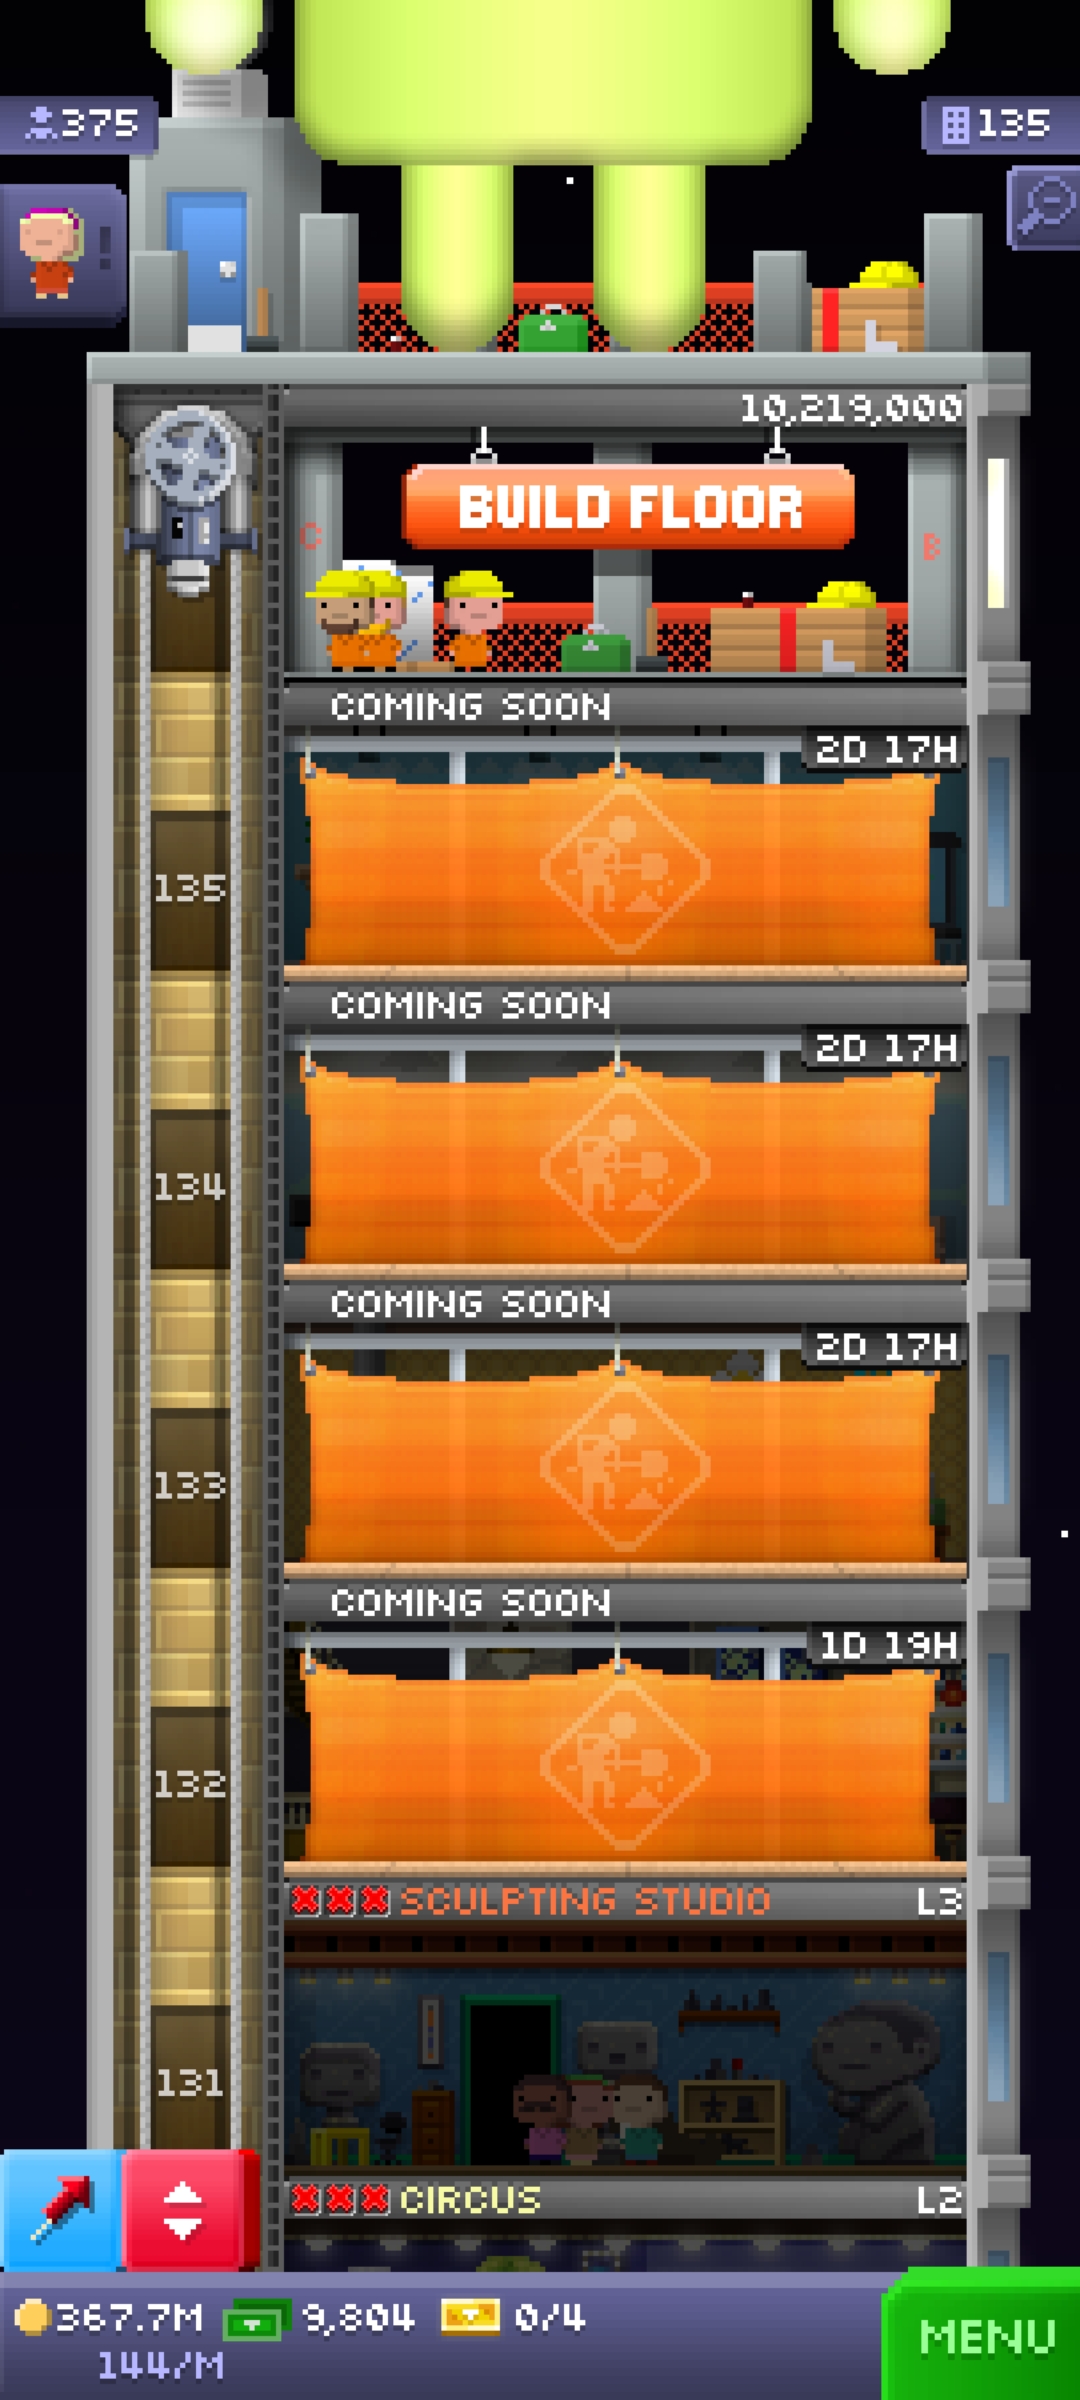 375
135
!
10,219,000
BUILD FLOOR
C
B
COMING SOON
2D 17H
135
COMING SOON
2D 17H
134
COMING SOON
2D 17H
133
COMING SOON
1D 19H
132
SCULPTING STUDIO L3
131
CIRCUS L2
367.7M 9,804 0/4
144/M
MENU